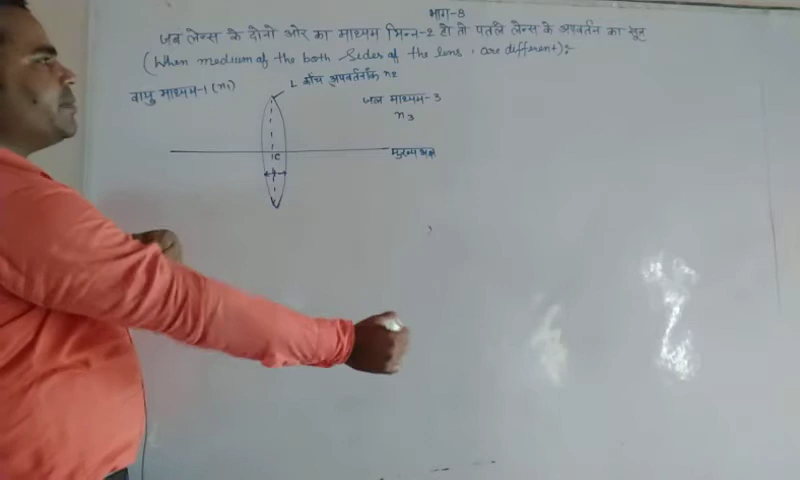 भाग-8
जब लेन्स के दोनो ओर का माध्यम भिन्न-2 हो तो पतले लेन्स के अपवर्तन का सूत्र
(When medium of the both sides of the lens, are different):
L काँच अपवर्तनाँक n2
वायु माध्यम-1 (n1)
जल माध्यम-3
n3
C
मुख्य अक्ष